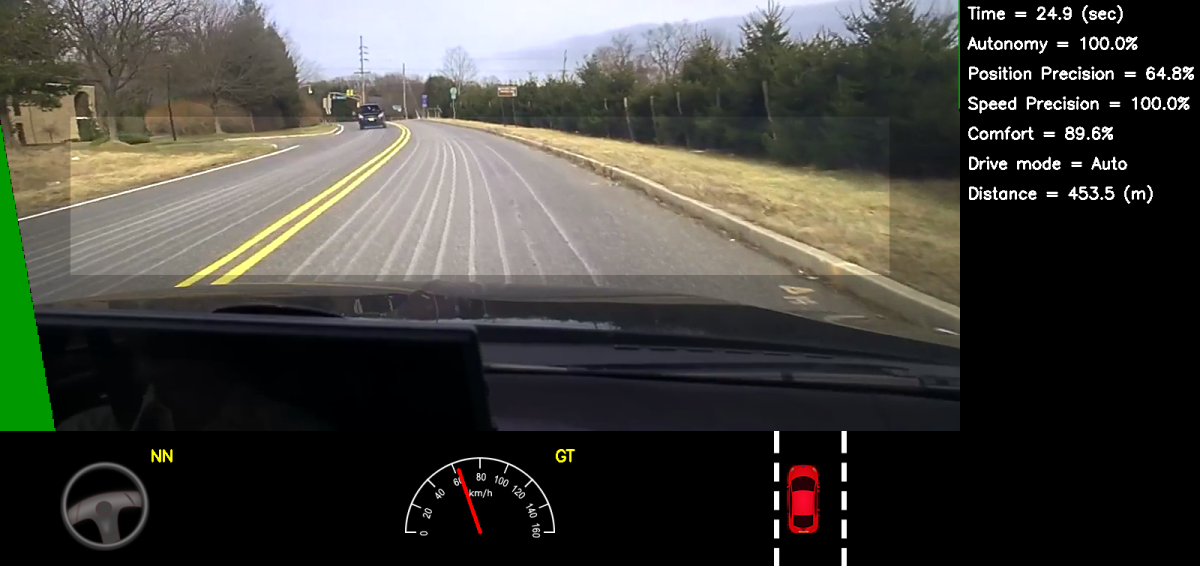 Time = 24.9 (sec)
Autonomy = 100.0%
Position Precision = 64.8%
Speed Precision = 100.0%
Comfort = 89.6%
Drive mode = Auto
Distance = 453.5 (m)
NN
GT
0 20 40 60 80 100 120 140 160
km/h